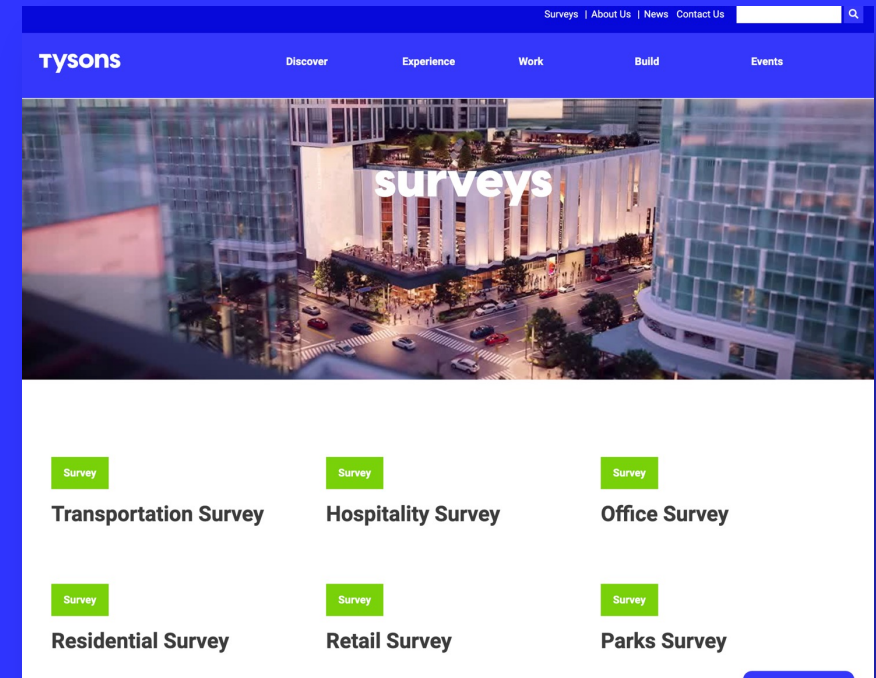 Surveys | About Us | News Contact Us
Tysons
Discover Experience Work Build Events
surveys
Survey Survey Survey
Transportation Survey Hospitality Survey Office Survey
Survey Survey Survey
Residential Survey Retail Survey Parks Survey